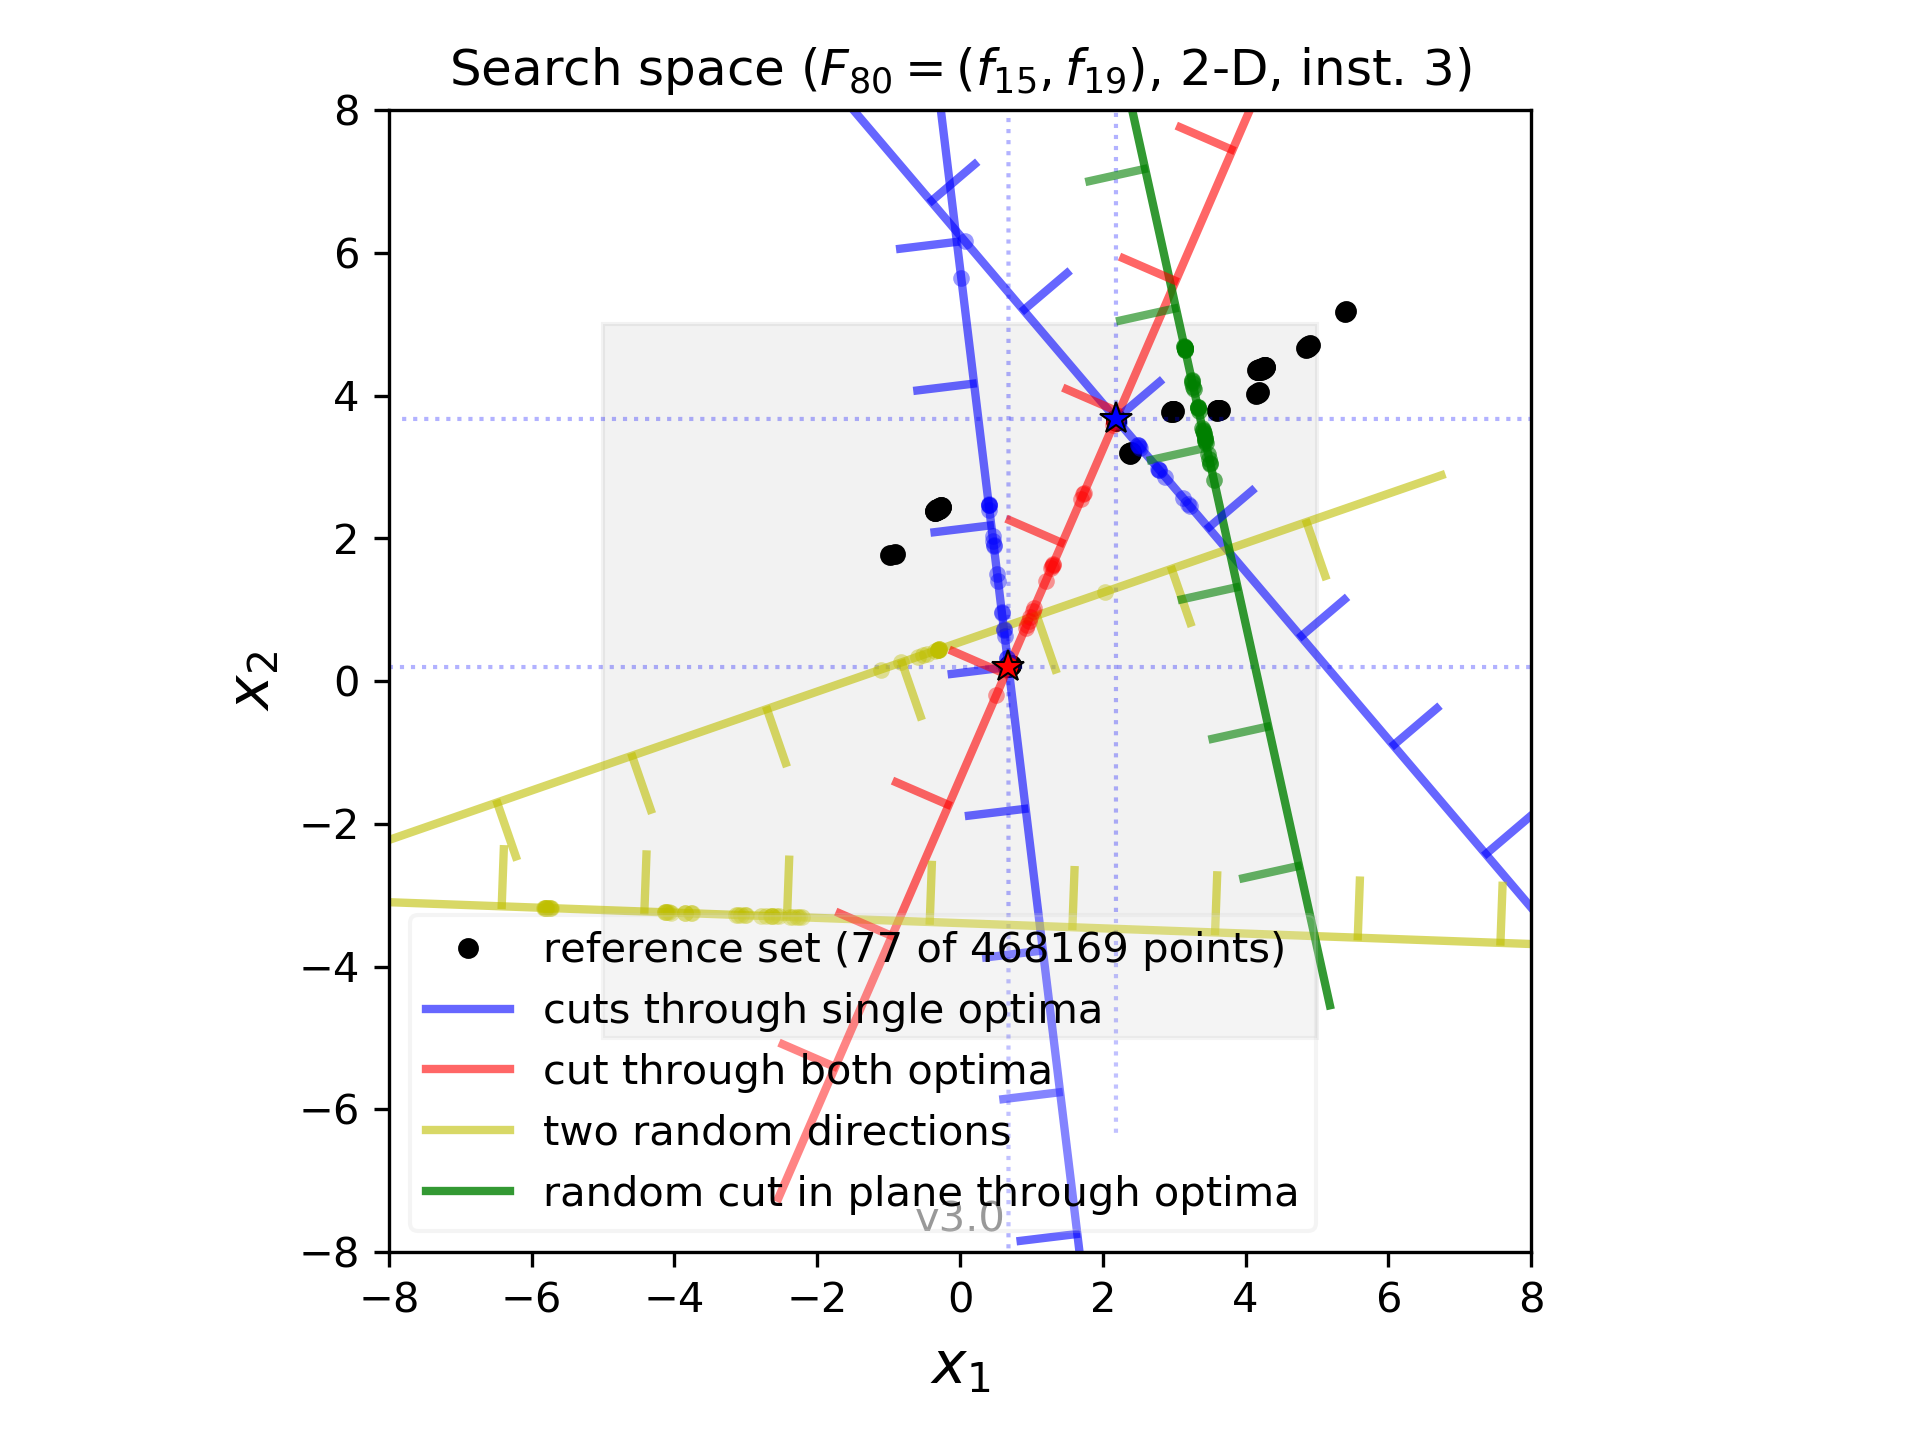 Search space (F80 = (f15, f19), 2-D, inst. 3)
8
6
4
2
0
−2
−4
−6
−8
x2
reference set (77 of 468169 points)
cuts through single optima
cut through both optima
two random directions
random cut in plane through optima
v3.0
−8 −6 −4 −2 0 2 4 6 8
x1